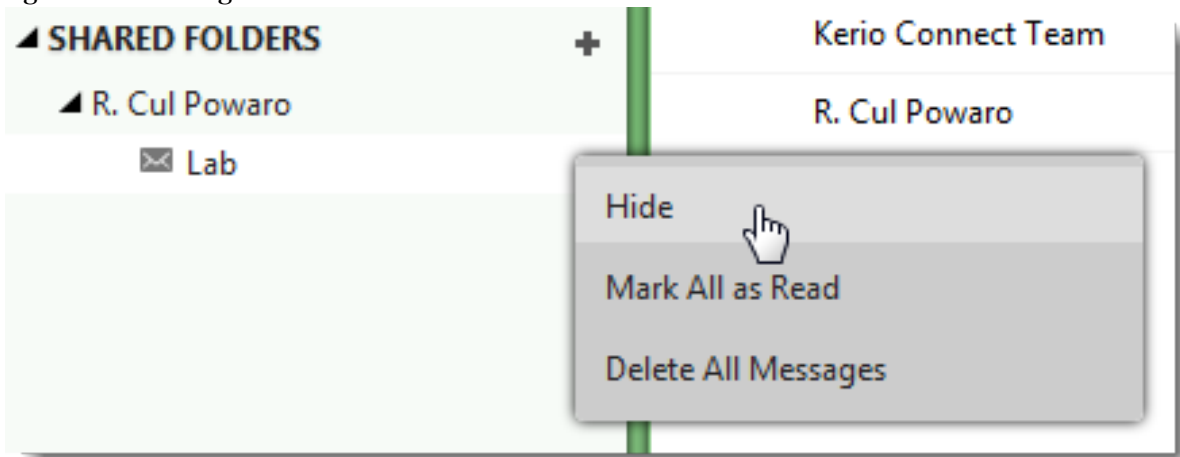 SHARED FOLDERS
R. Cul Powaro
Lab
Kerio Connect Team
R. Cul Powaro
Hide
Mark All as Read
Delete All Messages